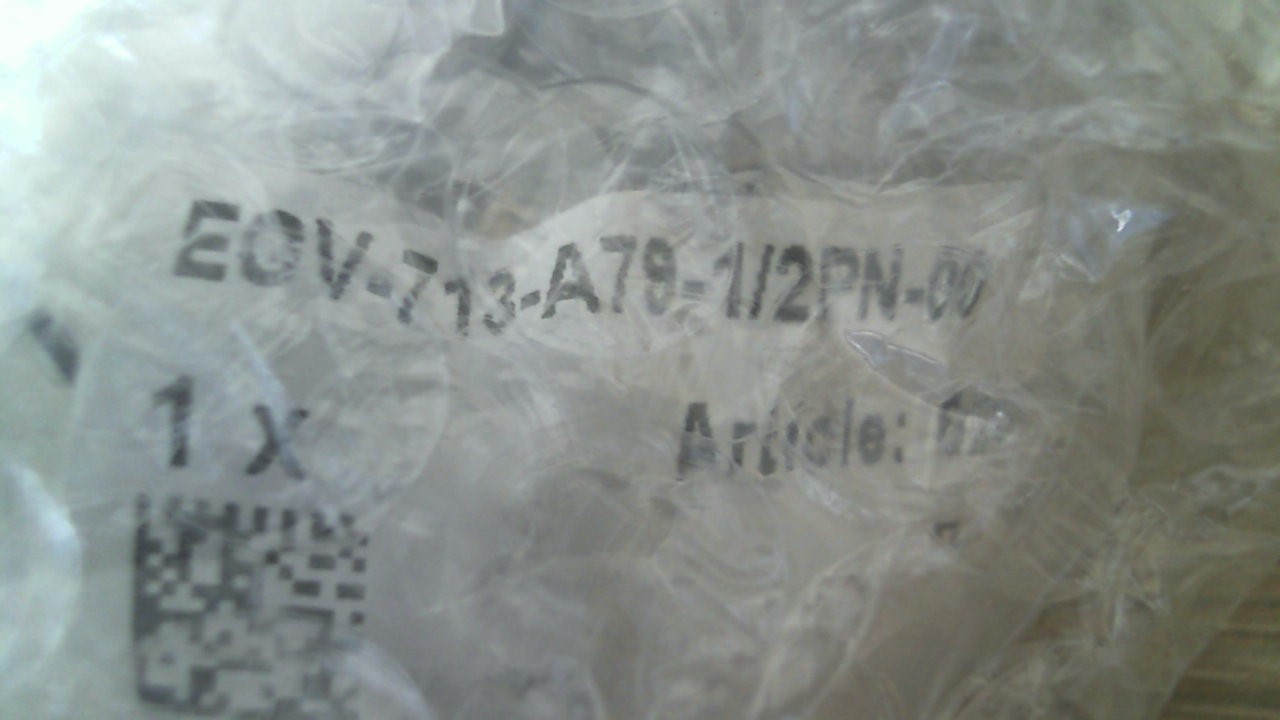 EOV-713-A79-1/2PN-00
1 x
Article: